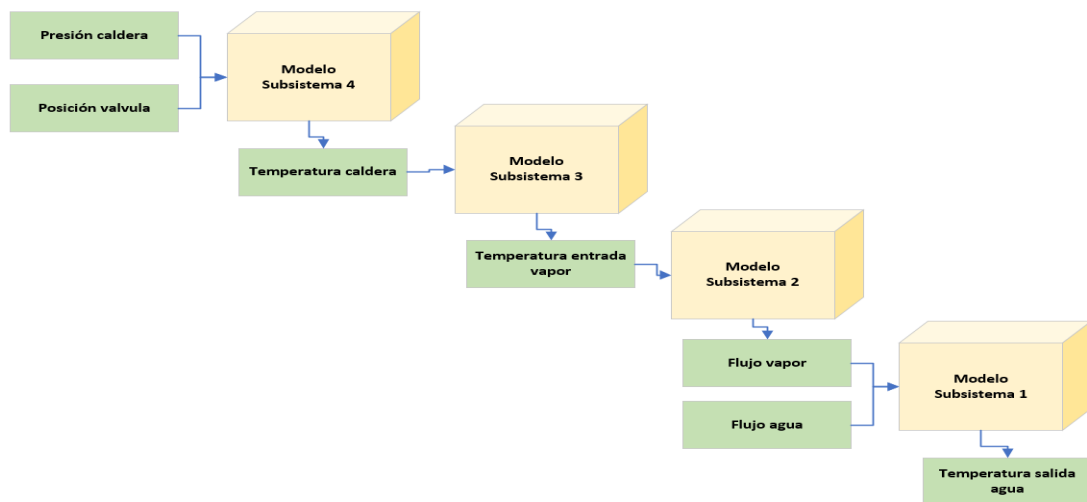 Presión caldera
Posición valvula
Modelo
Subsistema 4
Temperatura caldera
Modelo
Subsistema 3
Temperatura entrada
vapor
Modelo
Subsistema 2
Flujo vapor
Flujo agua
Modelo
Subsistema 1
Temperatura salida
agua